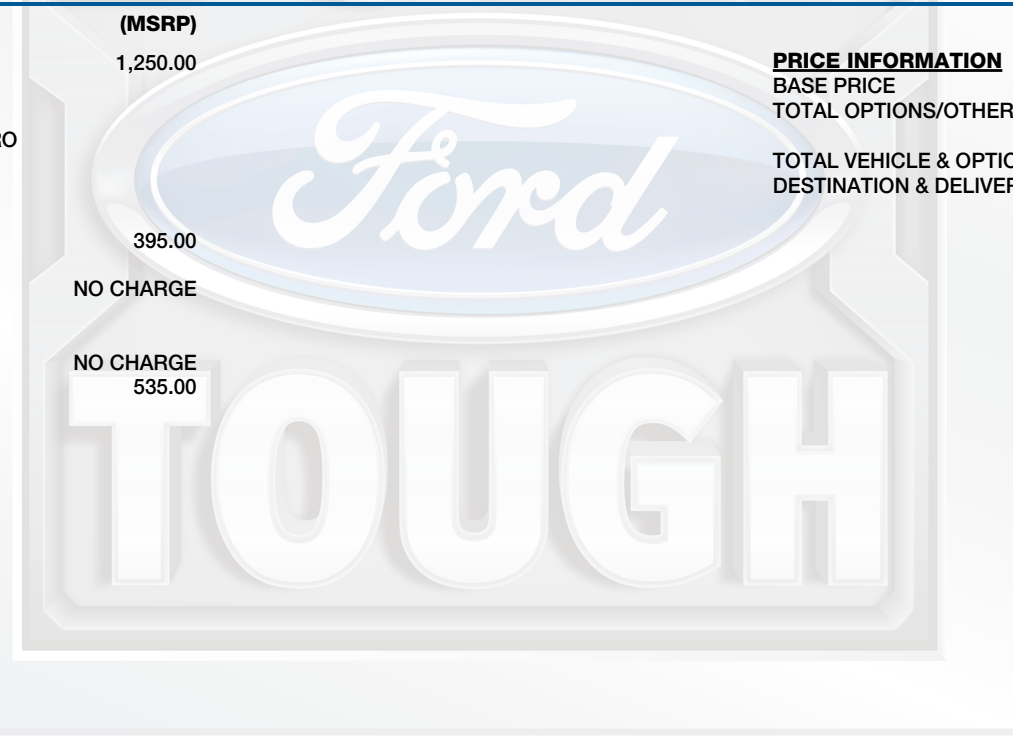 (MSRP)
1,250.00
RO
395.00
NO CHARGE
NO CHARGE
535.00
PRICE INFORMATION
BASE PRICE
TOTAL OPTIONS/OTHER
TOTAL VEHICLE & OPTIO
DESTINATION & DELIVER
Ford
TOUGH